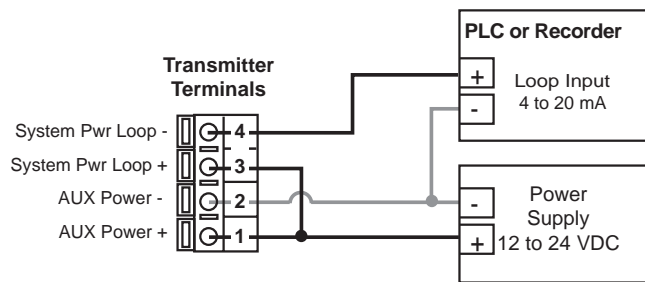 PLC or Recorder
+
Loop Input
4 to 20 mA
-
Transmitter
Terminals
System Pwr Loop -
4
System Pwr Loop +
3
AUX Power -
2
AUX Power +
1
-
Power
Supply
+
12 to 24 VDC